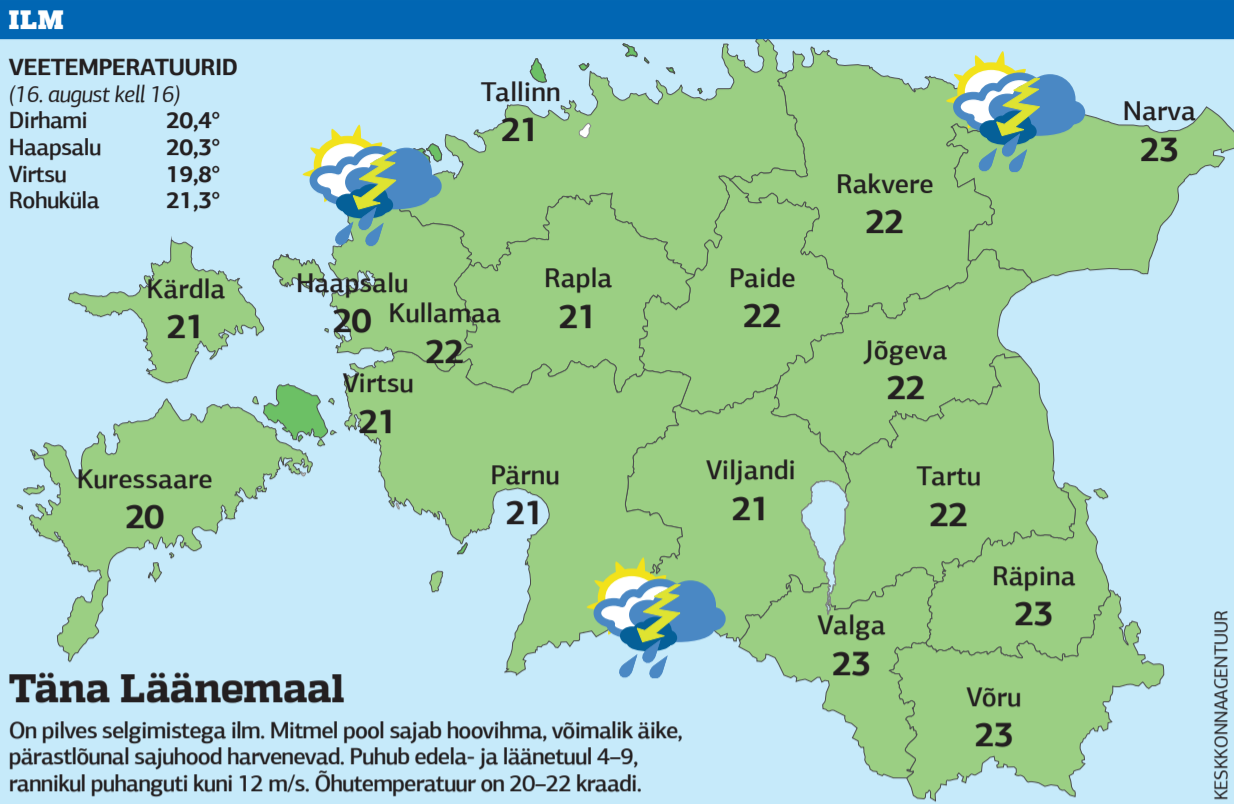 ILM
VEETEMPERATUURID
(16. august kell 16)
Dirhami 20,4°
Haapsalu 20,3°
Virtsu 19,8°
Rohuküla 21,3°
Tallinn
21
Narva
23
Rakvere
22
Kärdla
21
Haapsalu
20
Kullamaa
22
Rapla
21
Paide
22
Jõgeva
22
Virtsu
21
Kuressaare
20
Pärnu
21
Viljandi
21
Tartu
22
Räpina
23
Valga
23
Võru
23
Täna Läänemaal
On pilves selgimistega ilm. Mitmel pool sajab hoovihma, võimalik äike,
pärastlõunal sajuhood harvenevad. Puhub edela- ja läänetuul 4–9,
rannikul puhanguti kuni 12 m/s. Õhutemperatuur on 20–22 kraadi.
KESKKONNAAGENTUUR